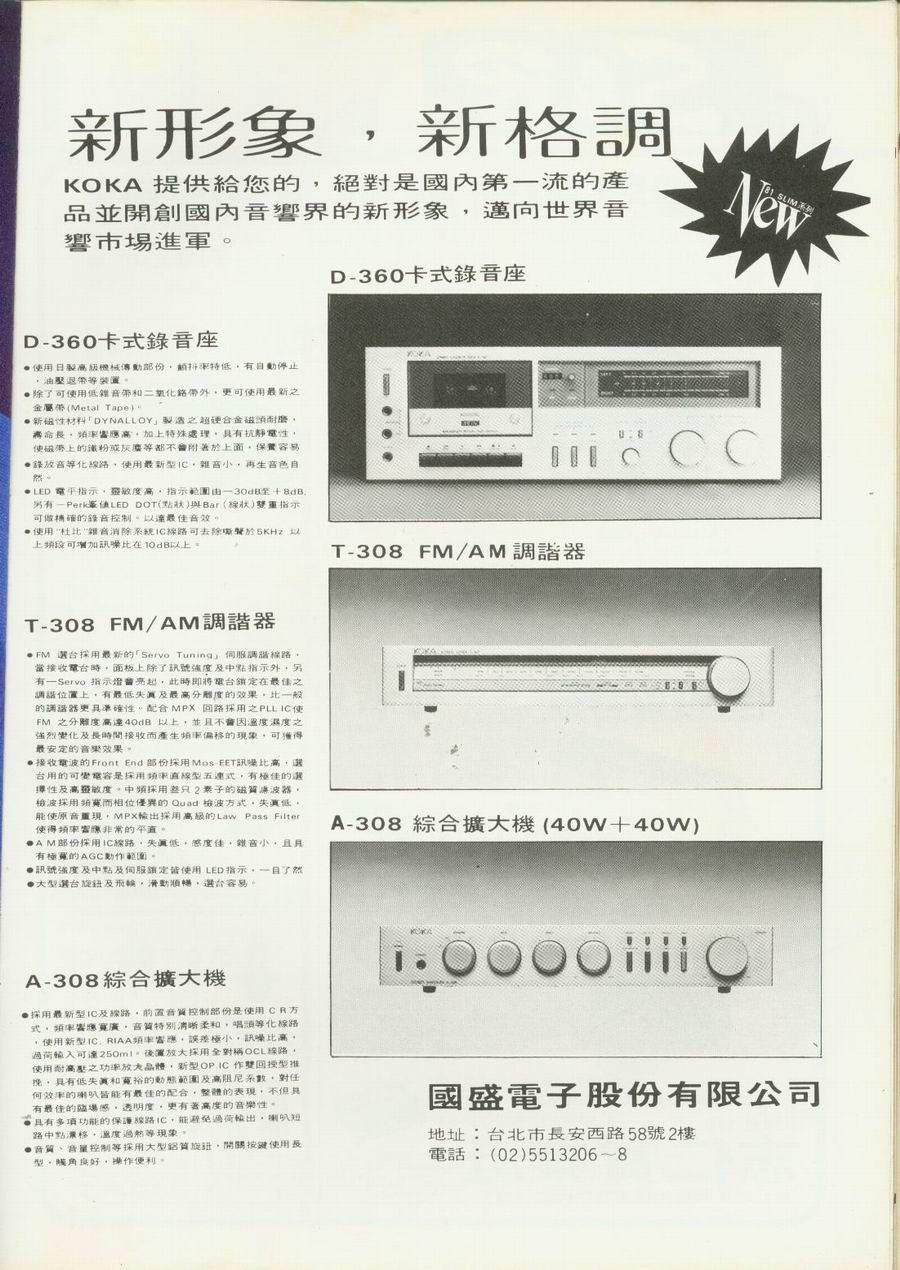 新形象，新格調
KOKA 提供給您的，絕對是國內第一流的產
品並開創國內音響界的新形象，邁向世界音
響市場進軍。
'81 SLIM系列
New
D-360卡式錄音座
D-360卡式錄音座
●使用日製高級機械傳動部份，顫抖率特低，有自動停止
，油壓退帶等裝置。
●除了可使用低雜音帶和二氧化鉻帶外，更可使用最新之
金屬帶(Metal Tape)。
●新磁性材料「DYNALLOY」製造之超硬合金磁頭耐磨，
壽命長，頻率響應高，加上特殊處理，具有抗靜電性，
使磁帶上的鐵粉或灰塵等都不會附著於上面，保養容易
●錄放音等化線路，使用最新型IC，雜音小，再生音色自
然。
●LED 電平指示，靈敏度高，指示範圍由－30dB至＋8dB,
另有－Perk峯值LED DOT(點狀)與Bar (線狀)雙重指示
可做精確的錄音控制。以達最佳音效。
●使用“杜比”雜音消除系統IC線路可去除嘶聲於5KHz 以
上頻段可增加訊噪比在10dB以上。
KOKA
T-308 FM/AM調諧器
T-308 FM/AM調諧器
●FM 選台採用最新的「Servo Tuning」伺服調諧線路，
當接收電台時，面板上除了訊號強度及中點指示外，另
有一Servo 指示燈會亮起，此時即將電台鎖定在最佳之
調諧位置上，有最低失眞及最高分離度的效果，比一般
的調諧器更具準確性。配合 MPX 回路採用之PLL IC使
FM 之分離度高達40dB 以上，並且不會因溫度濕度之
強烈變化及長時間接收而產生頻率偏移的現象，可獲得
最安定的音樂效果。
●接收電波的Front End 部份採用Mos-EET訊噪比高，選
台用的可變電容是採用頻率直線型五連式，有極佳的選
擇性及高靈敏度。中頻採用叁只 2 素子的磁質濾波器，
檢波採用頻寬而相位優異的 Quad 檢波方式，失眞低，
能使原音重現，MPX輸出採用高級的Law Pass Filter
使得頻率響應非常的平直。
●A M部份採用IC線路，失眞低，感度佳，雜音小，且具
有極寬的AGC動作範圍。
●訊號強度及中點及伺服鎖定皆使用 LED 指示，一目了然
●大型選台旋鈕及飛輪，滑動順暢，選台容易。
KOKA
A-308 綜合擴大機 (40W＋40W)
A-308綜合擴大機
●採用最新型IC及線路，前置音質控制部份是使用 C R方
式，頻率響應寬廣，音質特別清晰柔和，唱頭等化線路
，使用新型IC. RIAA頻率響應，誤差極小，訊噪比高，
過荷輸入可達250ml。後置放大採用全對稱OCL線路，
使用耐高壓之功率放大晶體，新型OP IC 作雙回授型推
挽，具有低失眞和寬裕的動態範圍及高阻尼系數，對任
何效率的喇叭皆能有最佳的配合，整體的表現，不但具
有最佳的臨場感，透明度，更有著高度的音樂性。
●具有多項功能的保護線路IC，能避免過荷輸出，喇叭短
路中點漂移，溫度過熱等現象。
●音質、音量控制等採用大型鋁質旋鈕，開關按鍵使用長
型，觸角良好，操作便利。
KOKA
國盛電子股份有限公司
地址：台北市長安西路58號2樓
電話：(02)5513206～8